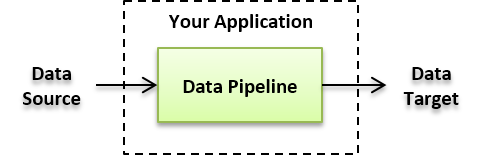 Your Application
Data
Source
Data Pipeline
Data
Target